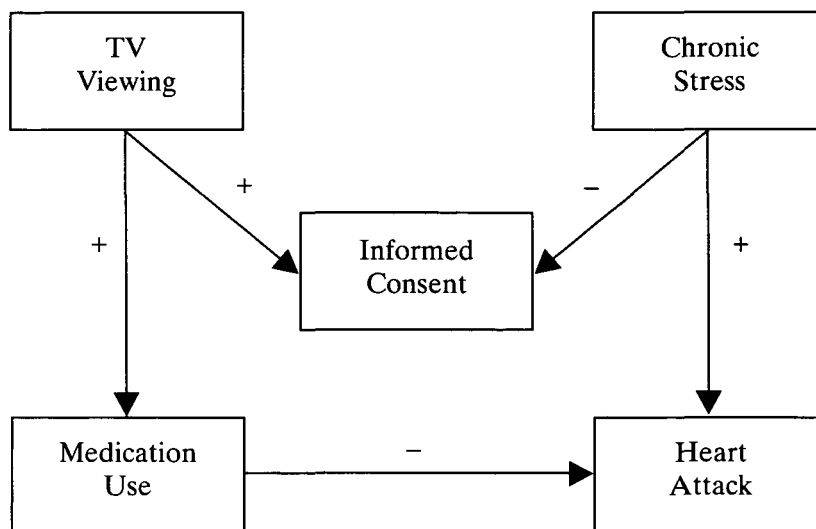 TV
Viewing
Chronic
Stress
+
–
+
Informed
Consent
+
Medication
Use
–
Heart
Attack